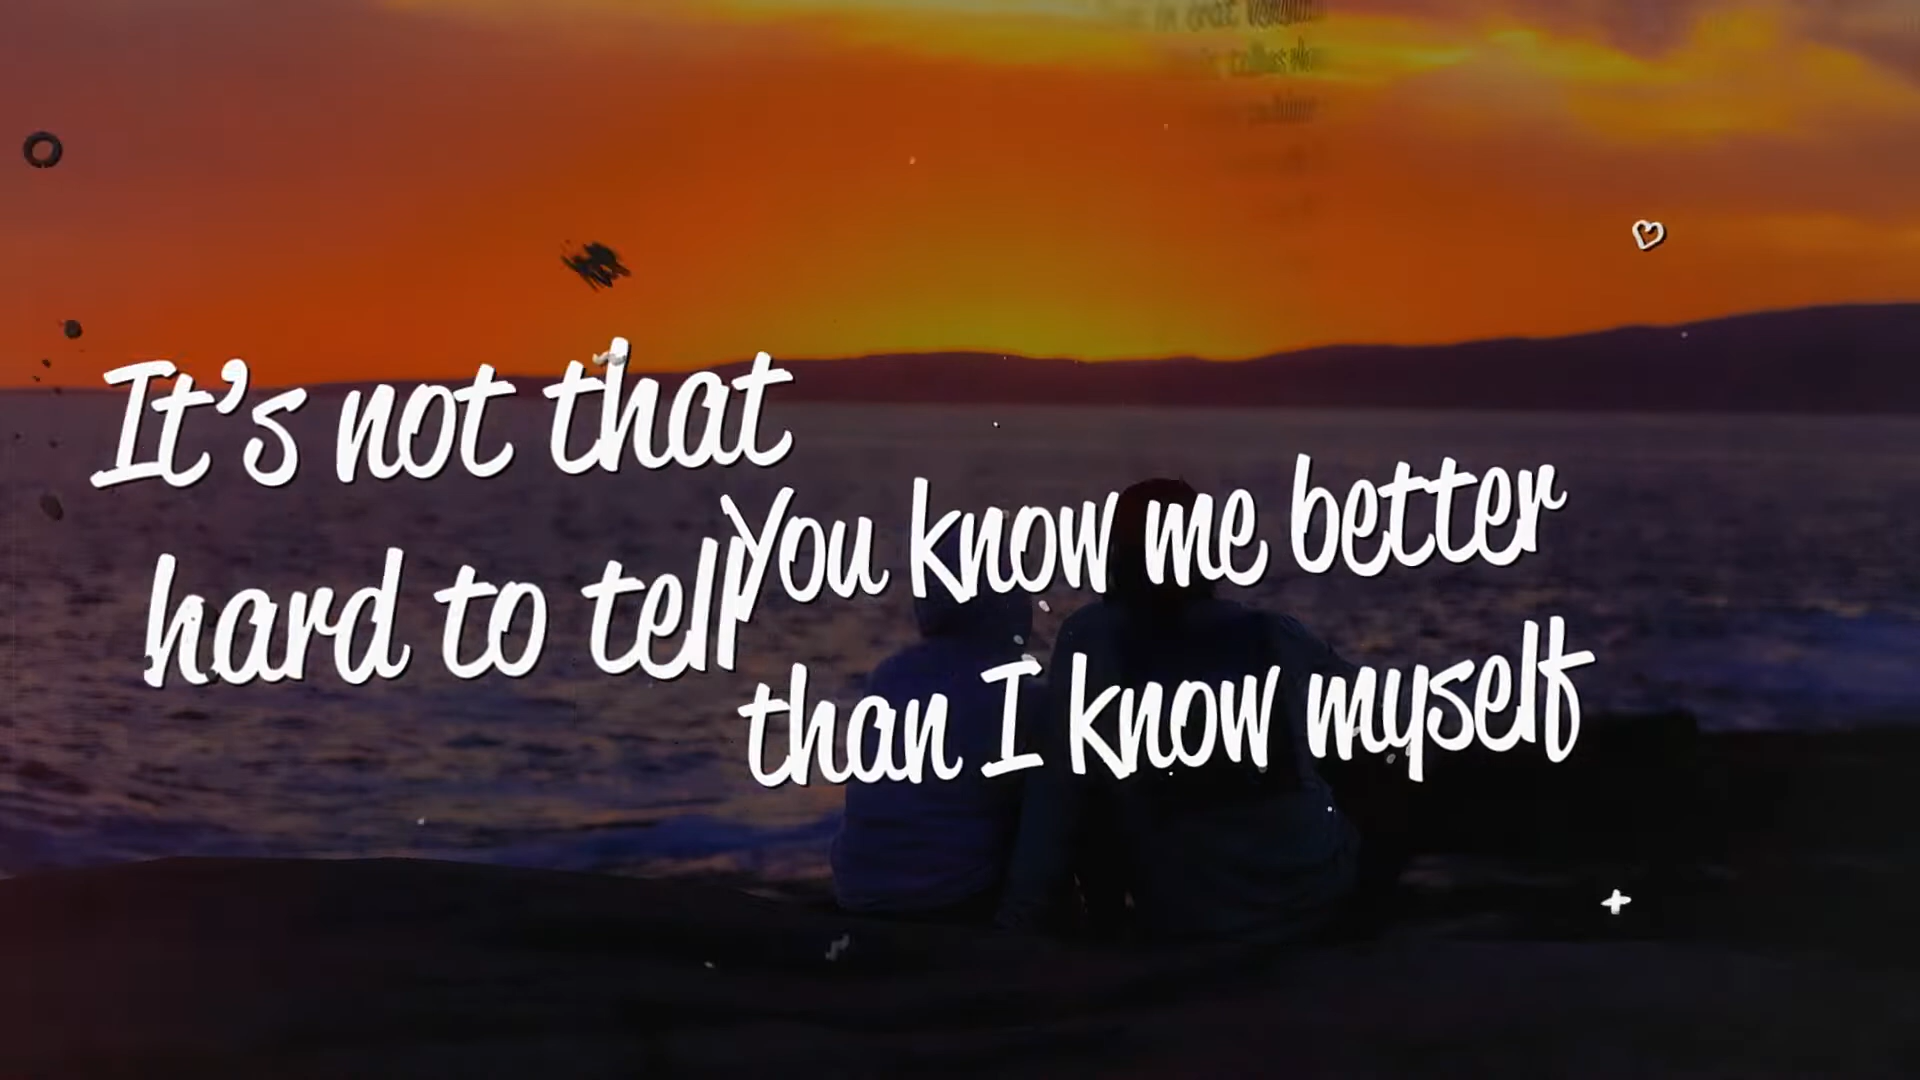 It's not that
hard to tell
You know me better
than I know myself